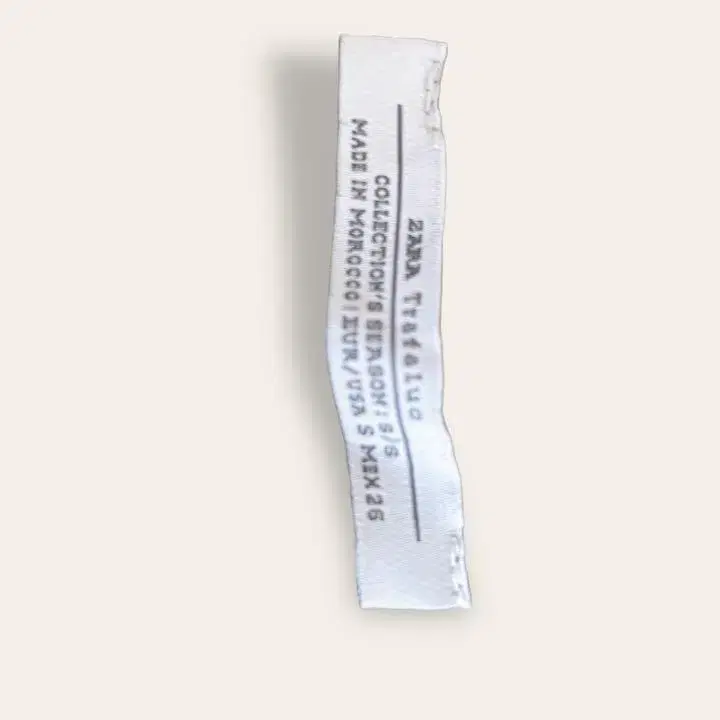 ZARA Trafaluc
COLLECTION'S SEASON: S/S
MADE IN MOROCCO | EUR/USA S MEX 26